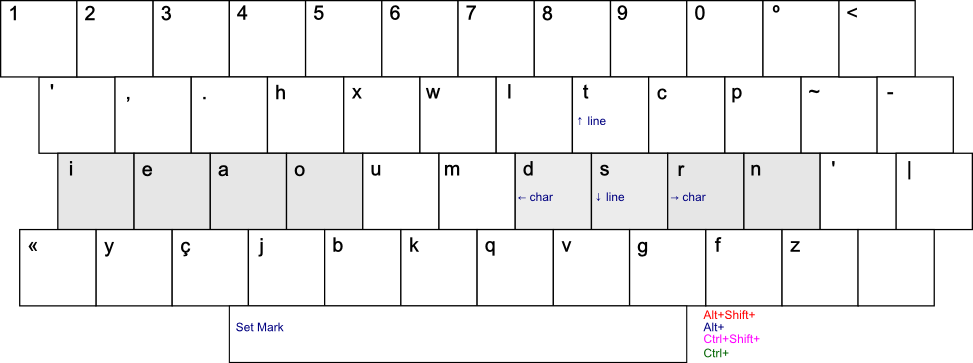 1 2 3 4 5 6 7 8 9 0 º <
' , . h x w l t c p ~ -
↑ line
i e a o u m d s r n ' |
← char ↓ line → char
« y ç j b k q v g f z
Set Mark
Alt+Shift+
Alt+
Ctrl+Shift+
Ctrl+